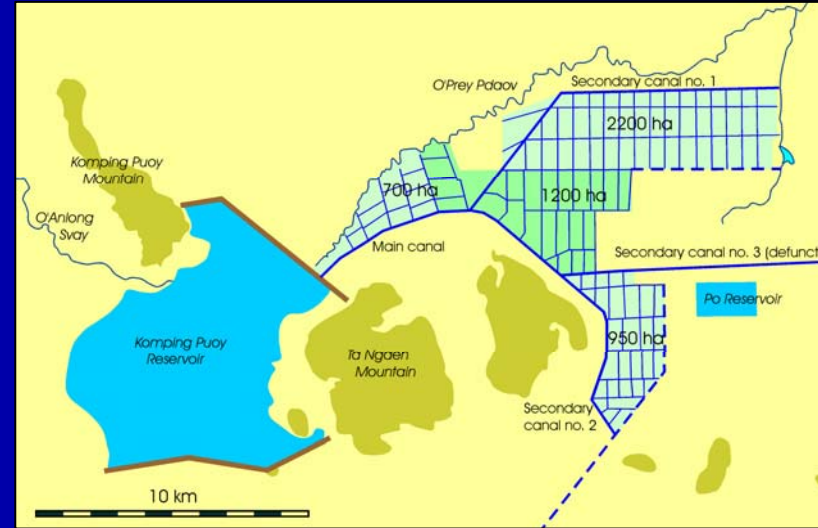 O'Prey Pdaov
Secondary canal no. 1
2200 ha
Komping Puoy
Mountain
700 ha
1200 ha
O'Anlong
Svay
Main canal
Secondary canal no. 3 (defunct
Po Reservoir
Komping Puoy
Reservoir
Ta Ngaen
Mountain
950 ha
Secondary
canal no. 2
10 km